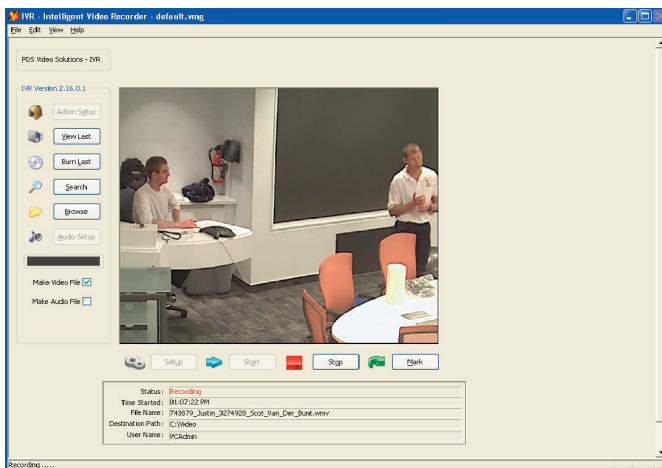 IVR - Intelligent Video Recorder - default.vmg
File Edit View Help
PDS Video Solutions - IVR
IVR Version 2.16.0.1
Admin Setup
View Last
Burn Last
Search
Browse
Audio Setup
Make Video File
Make Audio File
Setup Start Stop Mark
Status: Recording
Time Started: 01:07:22 PM
File Name: 743879_Justin_3274928_Scot_Van_Der_Bunt.wmv
Destination Path: C:\Video
User Name: VCAdmin
Recording .....